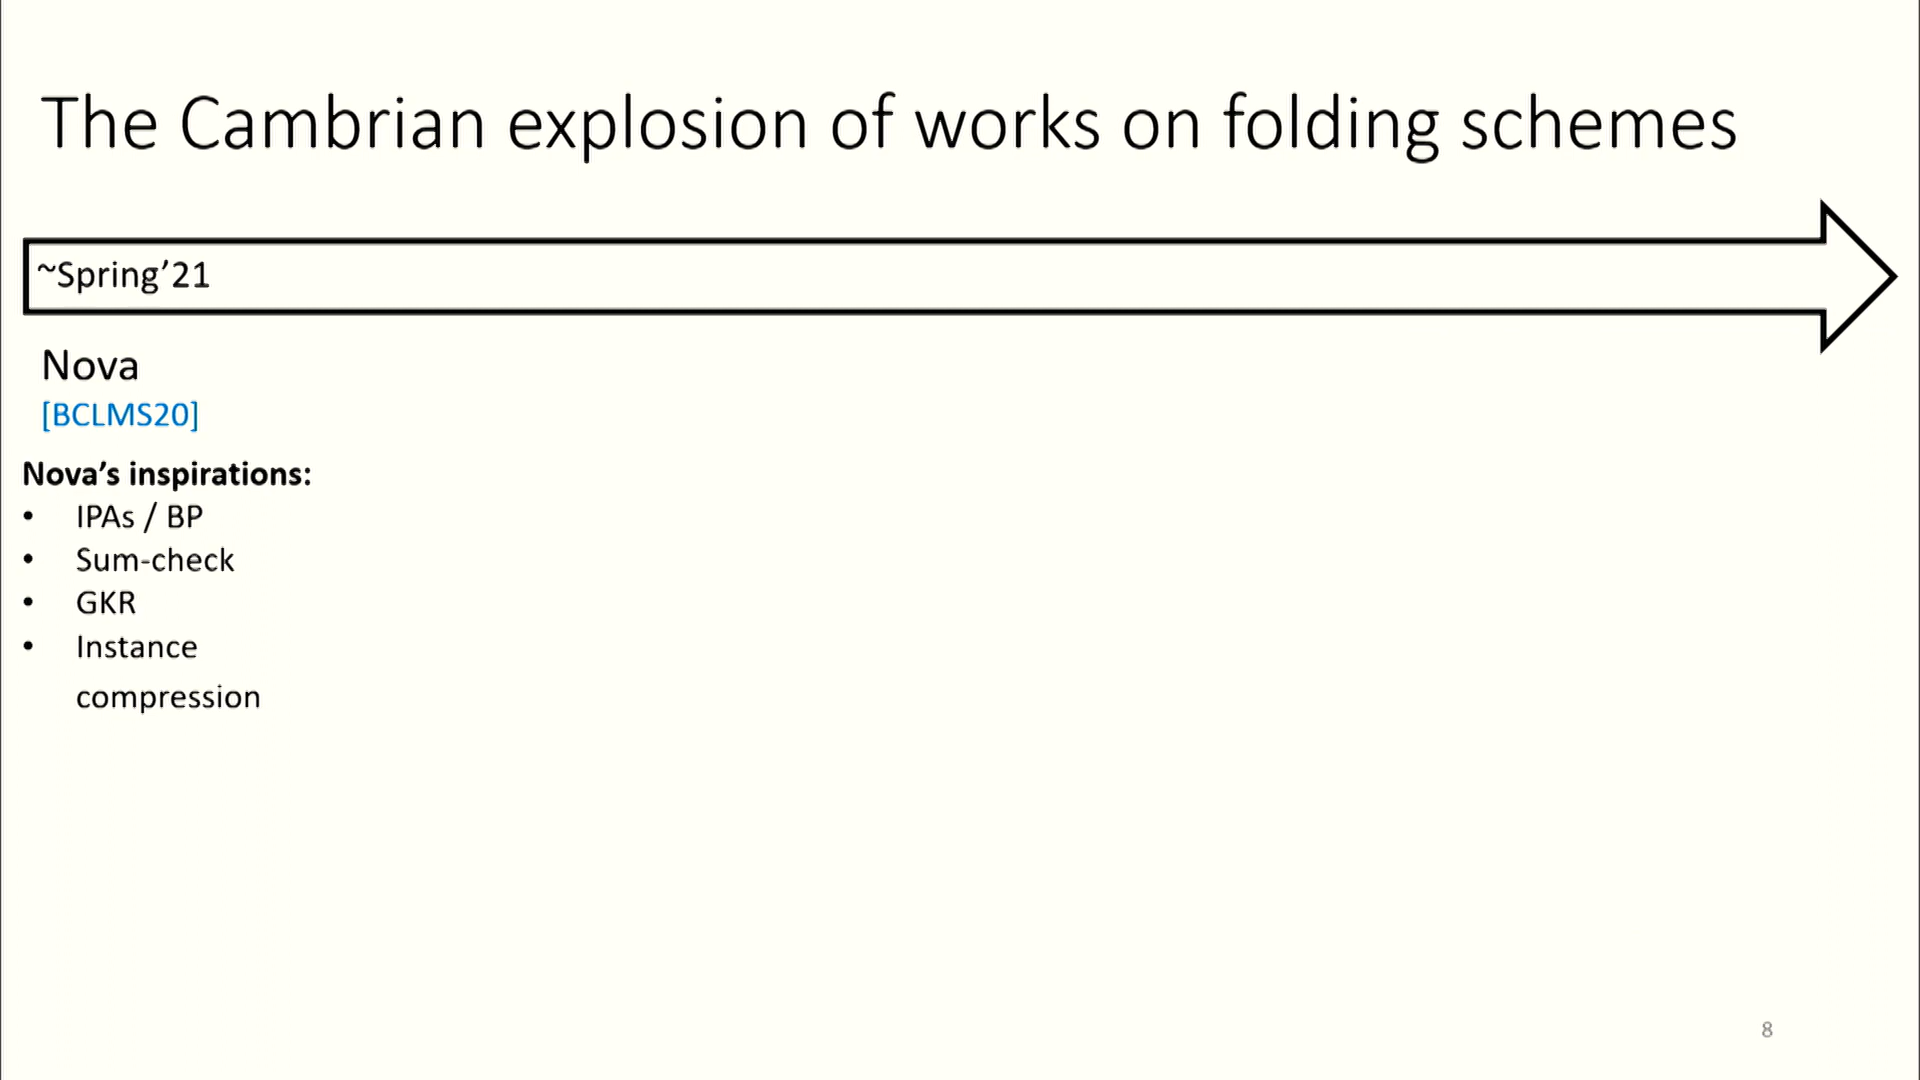 The Cambrian explosion of works on folding schemes
~Spring’21
Nova
[BCLMS20]
Nova’s inspirations:
• IPAs / BP
• Sum-check
• GKR
• Instance
compression
8